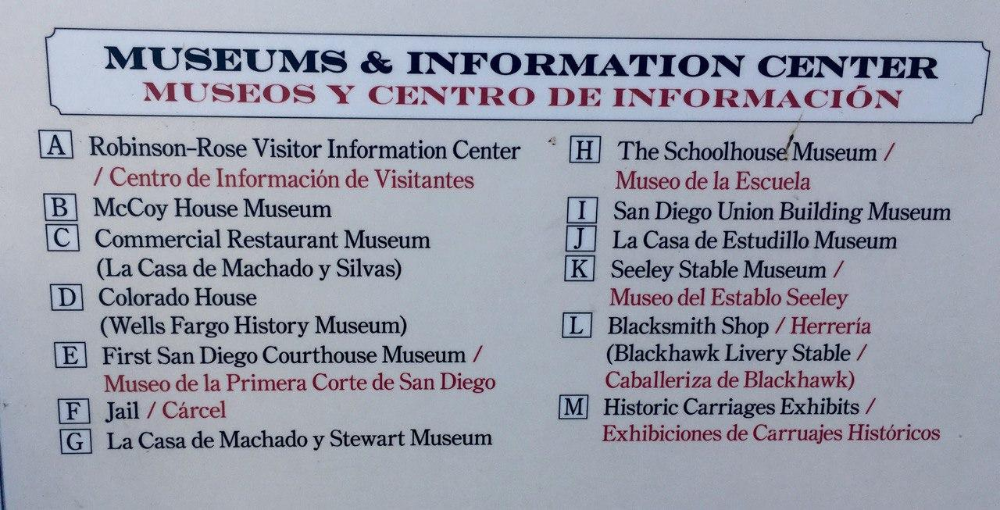 MUSEUMS & INFORMATION CENTER
MUSEOS Y CENTRO DE INFORMACIÓN
A Robinson-Rose Visitor Information Center
/ Centro de Información de Visitantes
B McCoy House Museum
C Commercial Restaurant Museum
(La Casa de Machado y Silvas)
D Colorado House
(Wells Fargo History Museum)
E First San Diego Courthouse Museum /
Museo de la Primera Corte de San Diego
F Jail / Cárcel
G La Casa de Machado y Stewart Museum
H The Schoolhouse Museum /
Museo de la Escuela
I San Diego Union Building Museum
J La Casa de Estudillo Museum
K Seeley Stable Museum /
Museo del Establo Seeley
L Blacksmith Shop / Herrería
(Blackhawk Livery Stable /
Caballeriza de Blackhawk)
M Historic Carriages Exhibits /
Exhibiciones de Carruajes Históricos